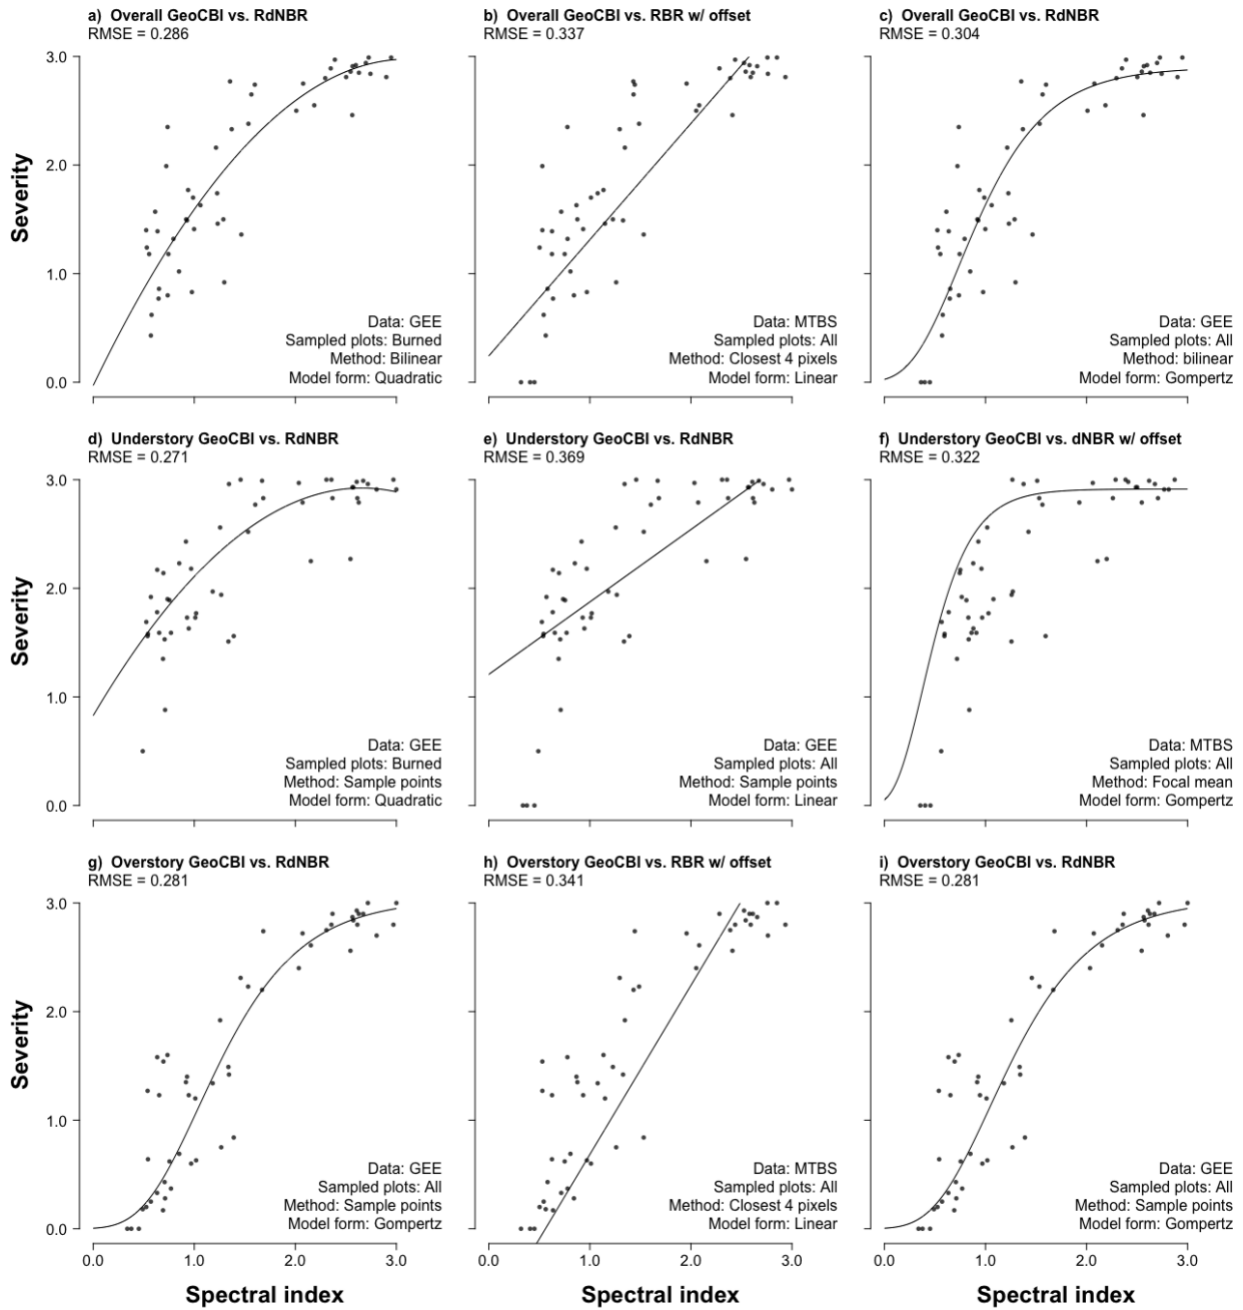 a) Overall GeoCBI vs. RdNBR
RMSE = 0.286
3.0
2.0
1.0
0.0
Severity
Data: GEE
Sampled plots: Burned
Method: Bilinear
Model form: Quadratic
b) Overall GeoCBI vs. RBR w/ offset
RMSE = 0.337
Data: MTBS
Sampled plots: All
Method: Closest 4 pixels
Model form: Linear
c) Overall GeoCBI vs. RdNBR
RMSE = 0.304
Data: GEE
Sampled plots: All
Method: bilinear
Model form: Gompertz
d) Understory GeoCBI vs. RdNBR
RMSE = 0.271
3.0
2.0
1.0
0.0
Severity
Data: GEE
Sampled plots: Burned
Method: Sample points
Model form: Quadratic
e) Understory GeoCBI vs. RdNBR
RMSE = 0.369
Data: GEE
Sampled plots: All
Method: Sample points
Model form: Linear
f) Understory GeoCBI vs. dNBR w/ offset
RMSE = 0.322
Data: MTBS
Sampled plots: All
Method: Focal mean
Model form: Gompertz
g) Overstory GeoCBI vs. RdNBR
RMSE = 0.281
3.0
2.0
1.0
0.0
Severity
Data: GEE
Sampled plots: All
Method: Sample points
Model form: Gompertz
0.0 1.0 2.0 3.0
Spectral index
h) Overstory GeoCBI vs. RBR w/ offset
RMSE = 0.341
Data: MTBS
Sampled plots: All
Method: Closest 4 pixels
Model form: Linear
0.0 1.0 2.0 3.0
Spectral index
i) Overstory GeoCBI vs. RdNBR
RMSE = 0.281
Data: GEE
Sampled plots: All
Method: Sample points
Model form: Gompertz
0.0 1.0 2.0 3.0
Spectral index